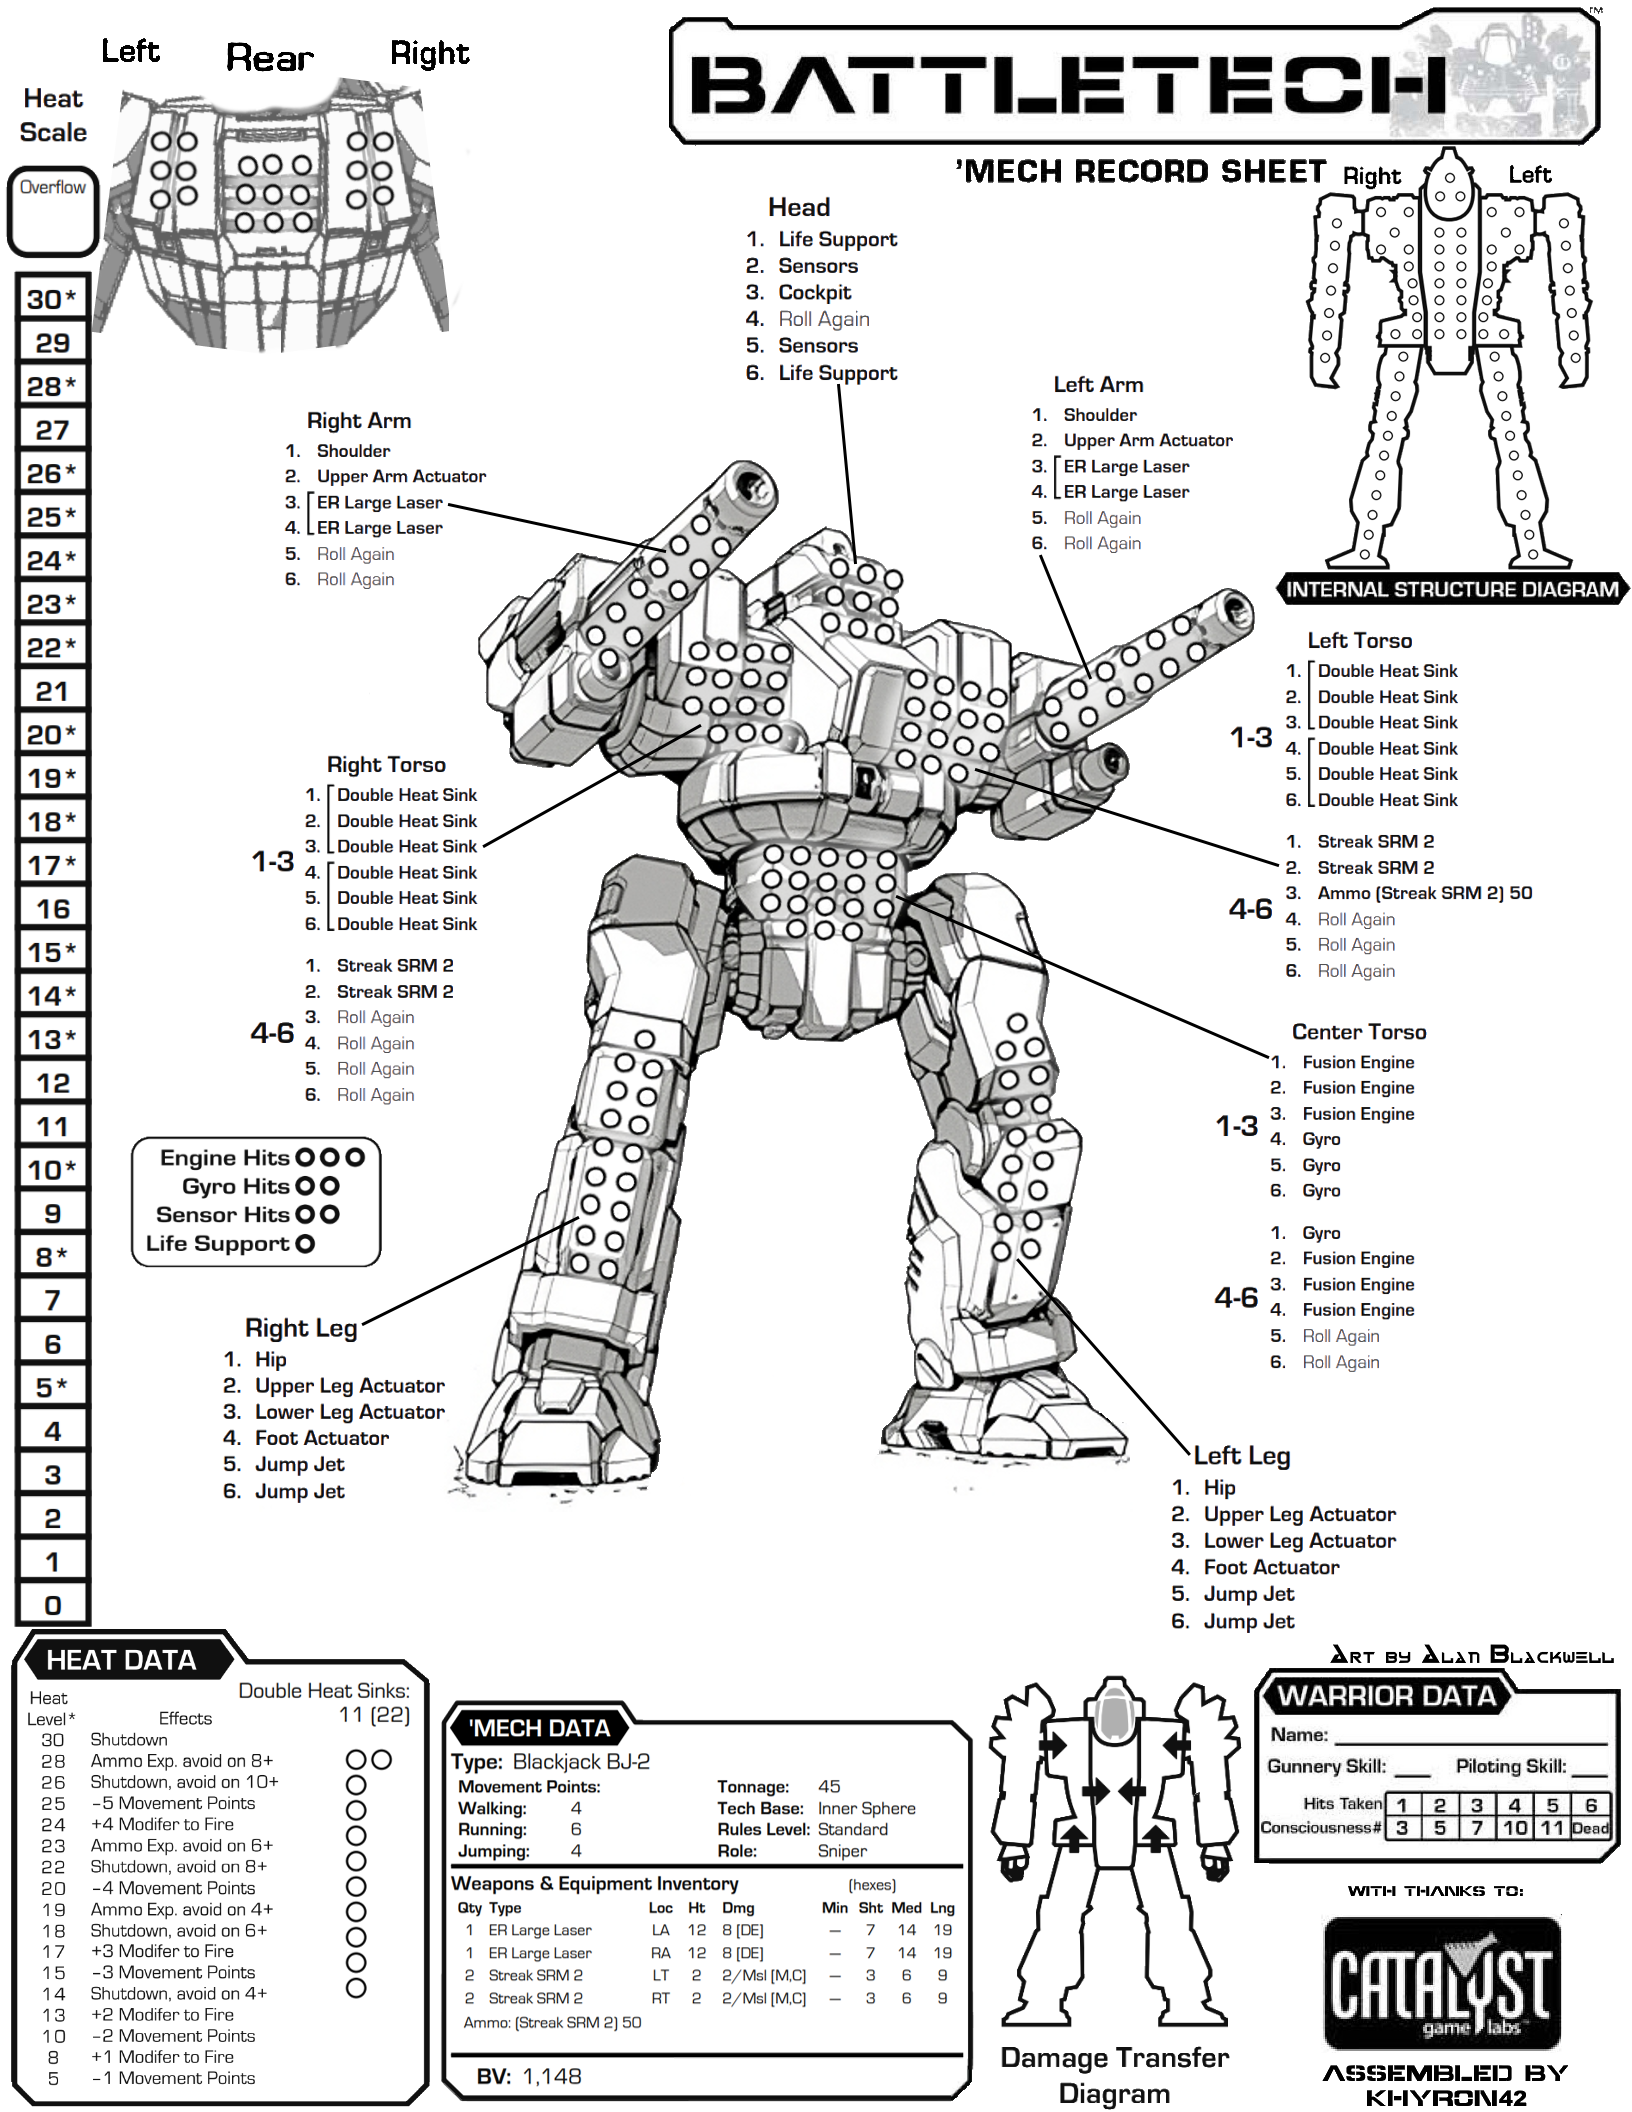 Left Rear Right
BATTLETECH
TM
'MECH RECORD SHEET
Heat
Scale
Overflow
30*
29
28*
27
26*
25*
24*
23*
22*
21
20*
19*
18*
17*
16
15*
14*
13*
12
11
10*
9
8*
7
6
5*
4
3
2
1
0
Head
1. Life Support
2. Sensors
3. Cockpit
4. Roll Again
5. Sensors
6. Life Support
Right Left
INTERNAL STRUCTURE DIAGRAM
Right Arm
1. Shoulder
2. Upper Arm Actuator
3. ER Large Laser
4. ER Large Laser
5. Roll Again
6. Roll Again
Left Arm
1. Shoulder
2. Upper Arm Actuator
3. ER Large Laser
4. ER Large Laser
5. Roll Again
6. Roll Again
Right Torso
1-3
1. Double Heat Sink
2. Double Heat Sink
3. Double Heat Sink
4. Double Heat Sink
5. Double Heat Sink
6. Double Heat Sink
4-6
1. Streak SRM 2
2. Streak SRM 2
3. Roll Again
4. Roll Again
5. Roll Again
6. Roll Again
Left Torso
1-3
1. Double Heat Sink
2. Double Heat Sink
3. Double Heat Sink
4. Double Heat Sink
5. Double Heat Sink
6. Double Heat Sink
4-6
1. Streak SRM 2
2. Streak SRM 2
3. Ammo (Streak SRM 2) 50
4. Roll Again
5. Roll Again
6. Roll Again
Center Torso
1-3
1. Fusion Engine
2. Fusion Engine
3. Fusion Engine
4. Gyro
5. Gyro
6. Gyro
4-6
1. Gyro
2. Fusion Engine
3. Fusion Engine
4. Fusion Engine
5. Roll Again
6. Roll Again
Engine Hits
Gyro Hits
Sensor Hits
Life Support
Right Leg
1. Hip
2. Upper Leg Actuator
3. Lower Leg Actuator
4. Foot Actuator
5. Jump Jet
6. Jump Jet
Left Leg
1. Hip
2. Upper Leg Actuator
3. Lower Leg Actuator
4. Foot Actuator
5. Jump Jet
6. Jump Jet
HEAT DATA
Double Heat Sinks:
11 (22)
Heat
Level* Effects
30 Shutdown
28 Ammo Exp. avoid on 8+
26 Shutdown, avoid on 10+
25 -5 Movement Points
24 +4 Modifer to Fire
23 Ammo Exp. avoid on 6+
22 Shutdown, avoid on 8+
20 -4 Movement Points
19 Ammo Exp. avoid on 4+
18 Shutdown, avoid on 6+
17 +3 Modifer to Fire
15 -3 Movement Points
14 Shutdown, avoid on 4+
13 +2 Modifer to Fire
10 -2 Movement Points
8 +1 Modifer to Fire
5 -1 Movement Points
'MECH DATA
Type: Blackjack BJ-2
Movement Points: Tonnage: 45
Walking: 4 Tech Base: Inner Sphere
Running: 6 Rules Level: Standard
Jumping: 4 Role: Sniper
Weapons & Equipment Inventory (hexes)
Qty Type Loc Ht Dmg Min Sht Med Lng
1 ER Large Laser LA 12 8 [DE] — 7 14 19
1 ER Large Laser RA 12 8 [DE] — 7 14 19
2 Streak SRM 2 LT 2 2/Msl [M,C] — 3 6 9
2 Streak SRM 2 RT 2 2/Msl [M,C] — 3 6 9
Ammo: (Streak SRM 2) 50
BV: 1,148
Damage Transfer
Diagram
ART BY ALAN BLACKWELL
WARRIOR DATA
Name:
Gunnery Skill: Piloting Skill:
Hits Taken 1 2 3 4 5 6
Consciousness# 3 5 7 10 11 Dead
WITH THANKS TO:
CATALYST
game labs
ASSEMBLED BY
KHYRON42